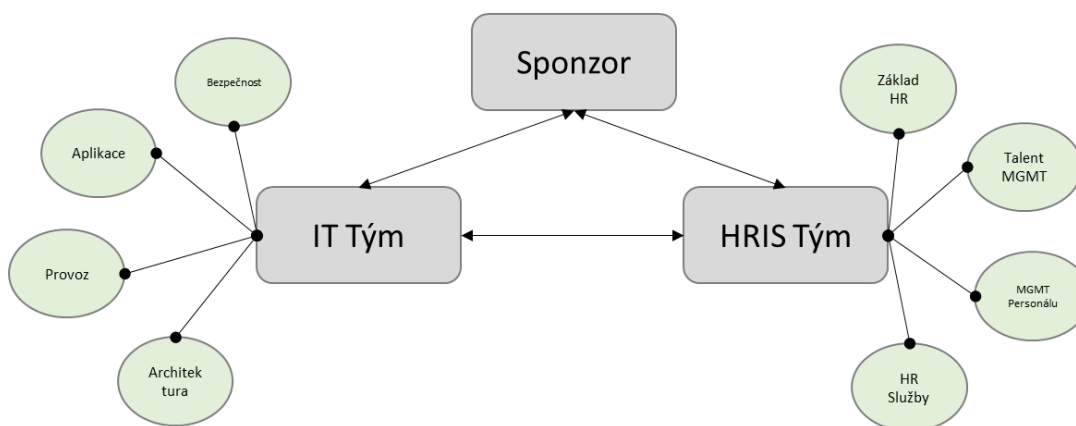 Sponzor
Bezpečnost
Aplikace
Provoz
Architek
tura
IT Tým
HRIS Tým
Základ
HR
Talent
MGMT
MGMT
Personálu
HR
Služby